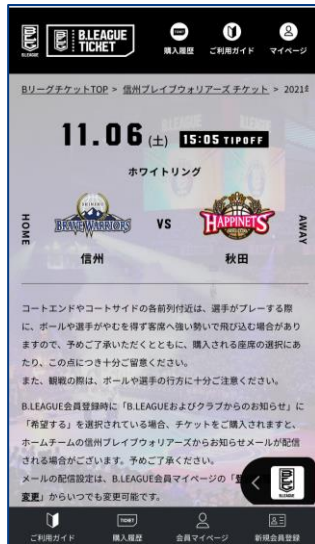 B.LEAGUE
B.LEAGUE
TICKET
購入履歴
ご利用ガイド
マイページ
BリーグチケットTOP > 信州ブレイブウォリアーズ チケット > 2021
11.06 (土) 15:05 TIPOFF
ホワイトリング
HOME
SHINSHU
BRAVE WARRIORS
信州
VS
HAPPINETS
秋田
AWAY
コートエンドやコートサイドの各前列付近は、選手がプレーする際
に、ボールや選手がやむを得ず客席へ強い勢いで飛び込む場合があり
ますので、予めご了承いただくとともに、購入される座席の選択にあ
たり、この点につき十分ご留意ください。
また、観戦の際は、ボールや選手の行方に十分ご注意ください。
B.LEAGUE会員登録時に「B.LEAGUEおよびクラブからのお知らせ」に
「希望する」を選択されている場合、チケットをご購入されますと、
ホームチームの信州ブレイブウォリアーズからお知らせメールが配信
される場合がございます。予めご了承ください。
メールの配信設定は、B.LEAGUE会員マイページの「
変更」からいつでも変更可能です。
B.LEAGUE
ご利用ガイド
TICKET
購入履歴
会員マイページ
新規会員登録